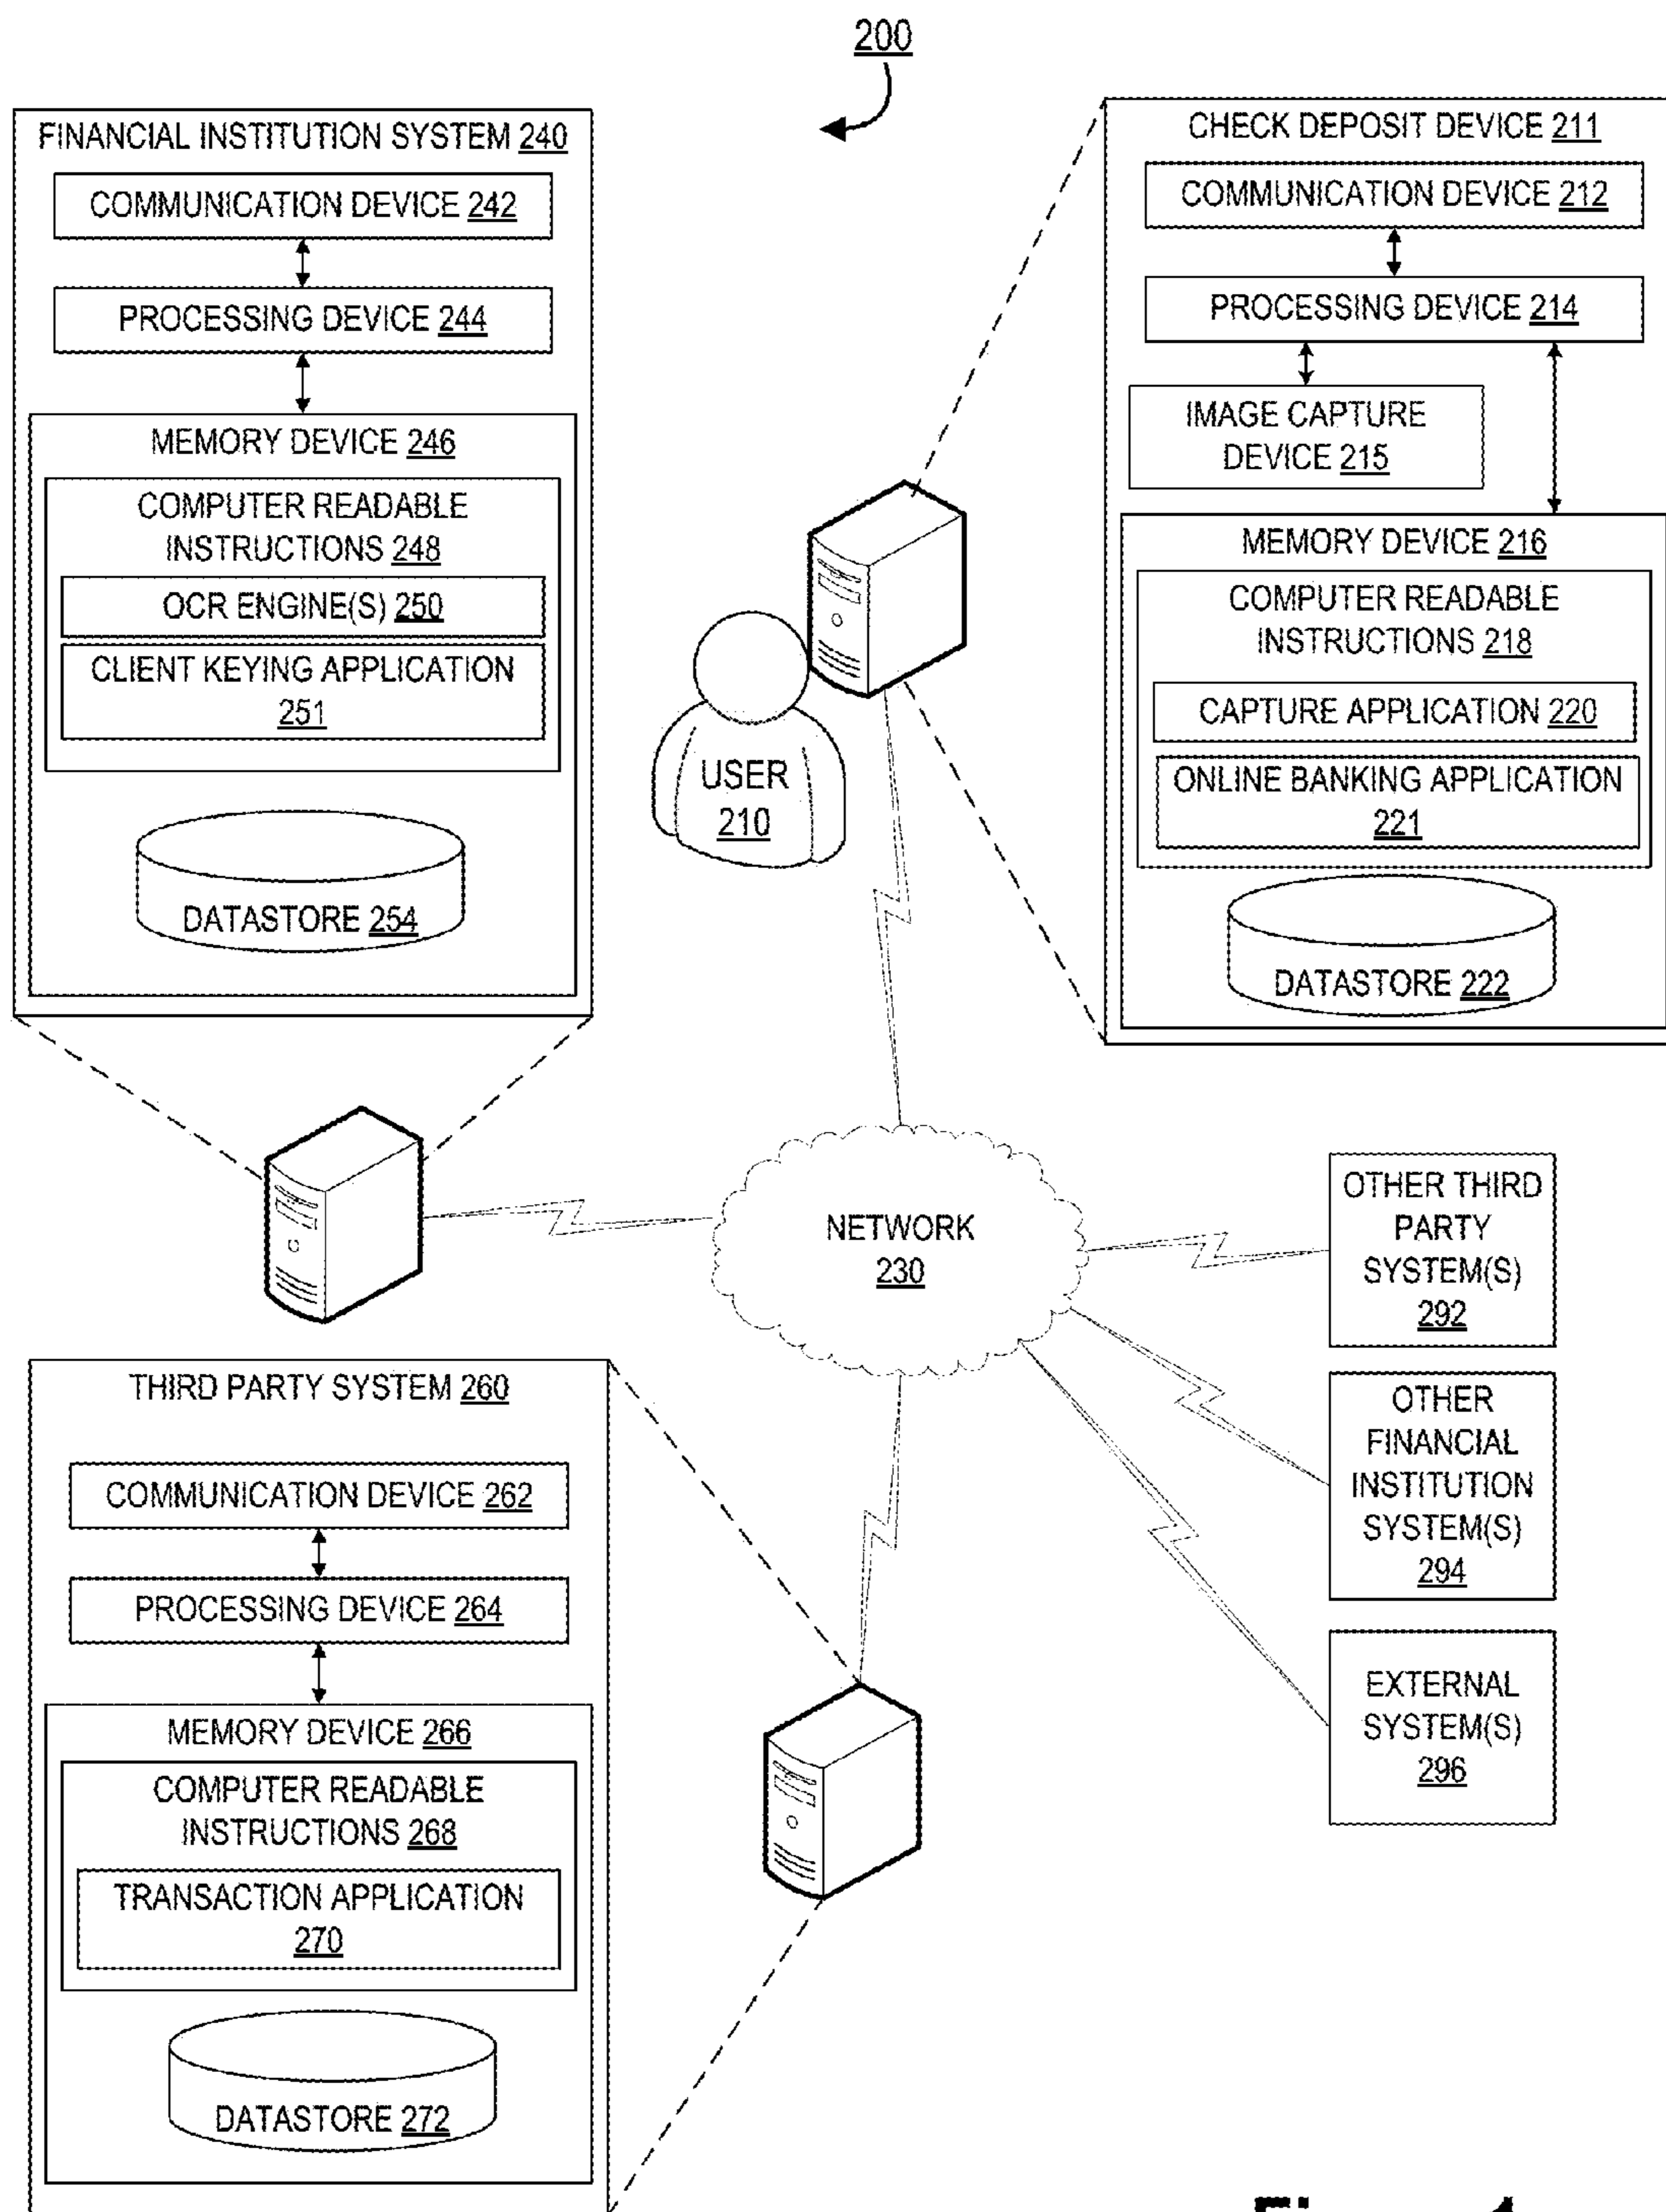 200
FINANCIAL INSTITUTION SYSTEM 240
COMMUNICATION DEVICE 242
PROCESSING DEVICE 244
MEMORY DEVICE 246
COMPUTER READABLE
INSTRUCTIONS 248
OCR ENGINE(S) 250
CLIENT KEYING APPLICATION
251
DATASTORE 254
CHECK DEPOSIT DEVICE 211
COMMUNICATION DEVICE 212
PROCESSING DEVICE 214
IMAGE CAPTURE
DEVICE 215
MEMORY DEVICE 216
COMPUTER READABLE
INSTRUCTIONS 218
CAPTURE APPLICATION 220
ONLINE BANKING APPLICATION
221
DATASTORE 222
USER
210
NETWORK
230
OTHER THIRD
PARTY
SYSTEM(S)
292
OTHER
FINANCIAL
INSTITUTION
SYSTEM(S)
294
EXTERNAL
SYSTEM(S)
296
THIRD PARTY SYSTEM 260
COMMUNICATION DEVICE 262
PROCESSING DEVICE 264
MEMORY DEVICE 266
COMPUTER READABLE
INSTRUCTIONS 268
TRANSACTION APPLICATION
270
DATASTORE 272